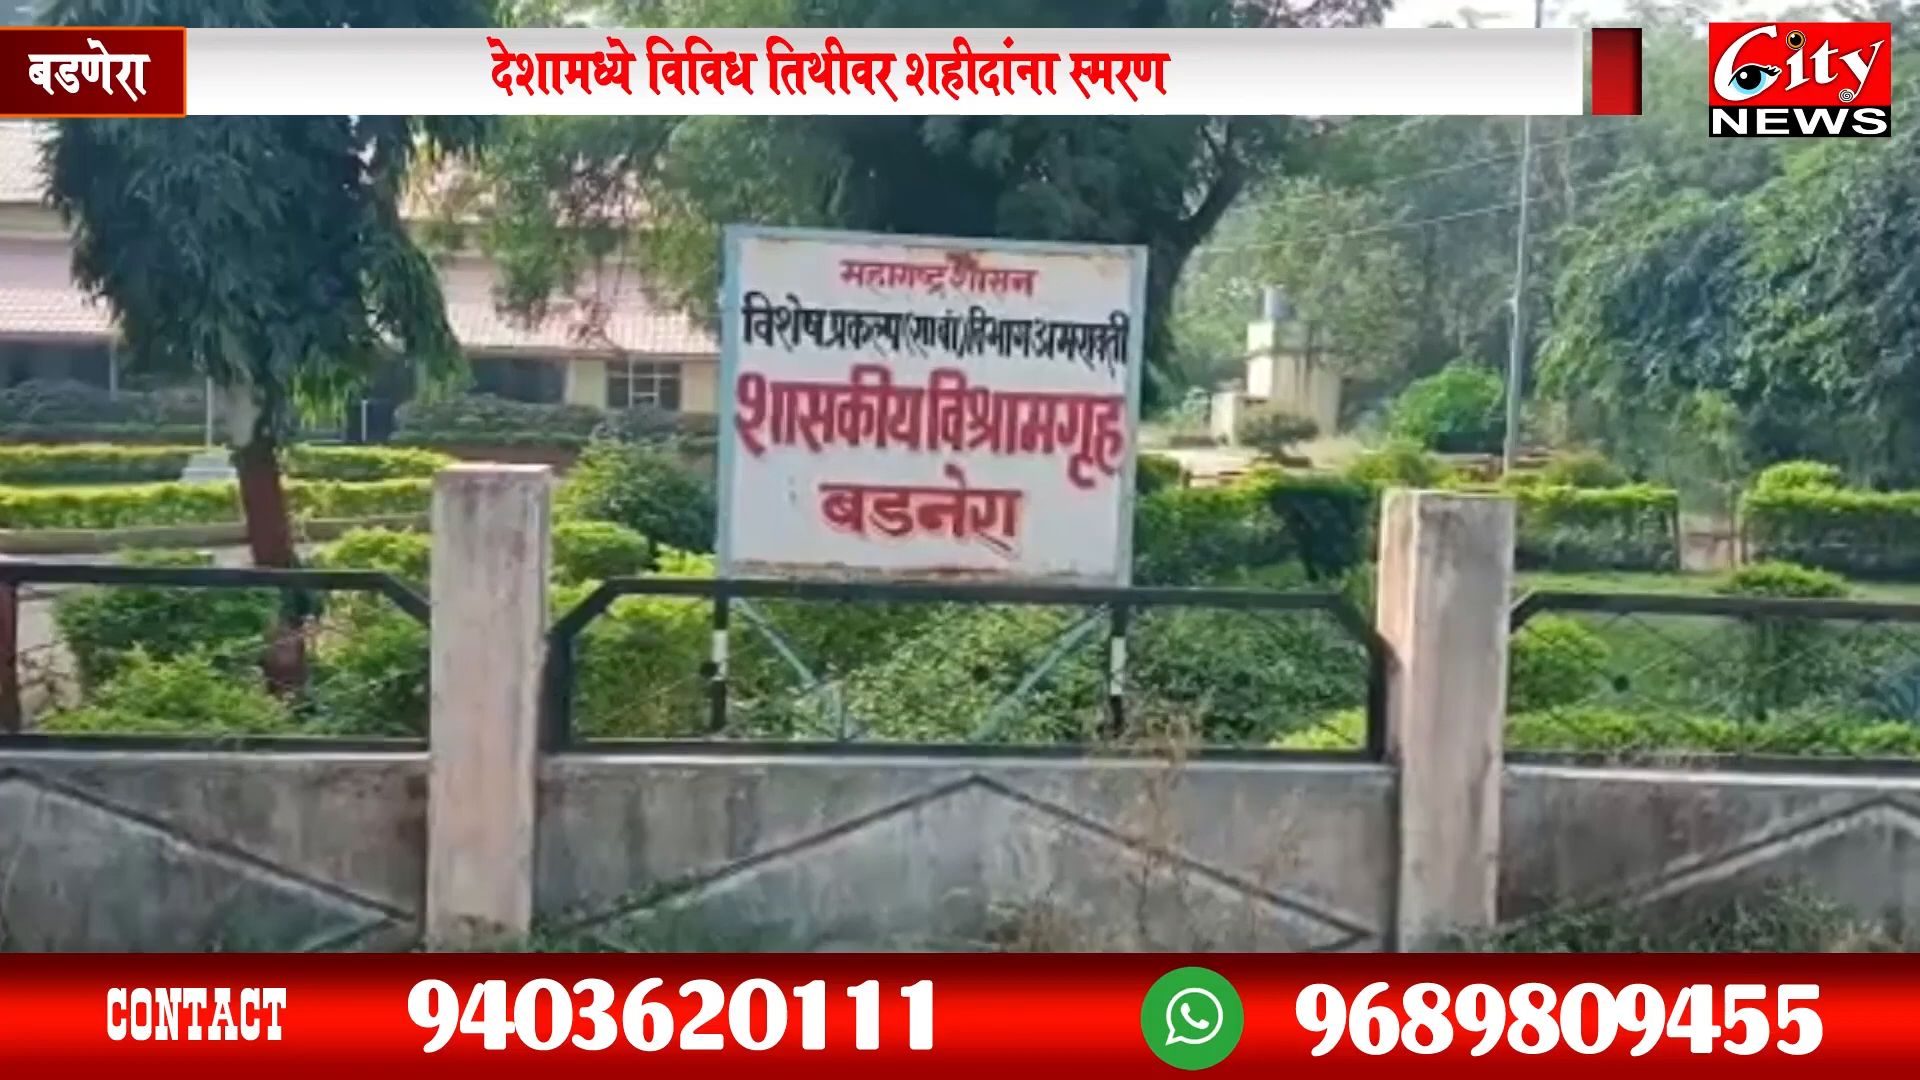 बडणेरा
देशामध्ये विविध तिथीवर शहीदांना स्मरण
City
NEWS
महाराष्ट्र शासन
विशेष प्रकल्प (सा.बां.) विभाग अमरावती
शासकीय विश्रामगृह
बडनेरा
CONTACT 9403620111 9689809455